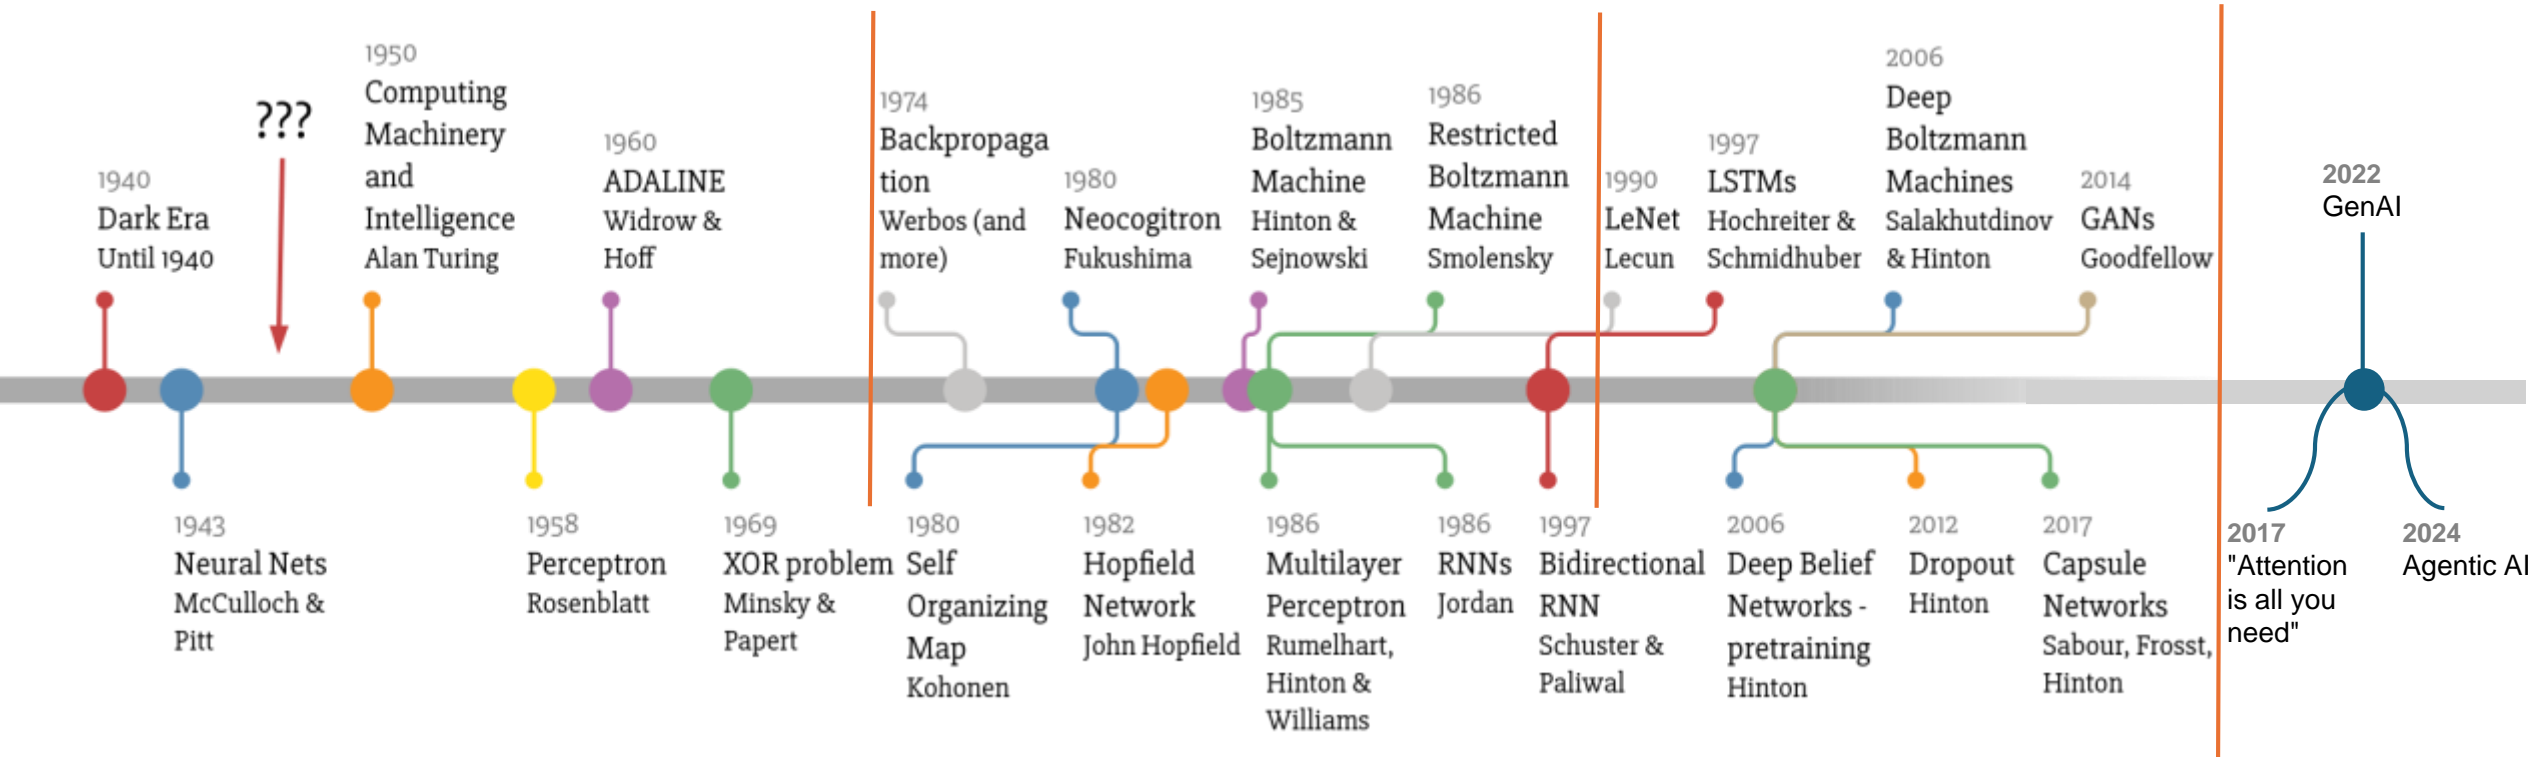 ???
1940
Dark Era
Until 1940
1950
Computing
Machinery
and
Intelligence
Alan Turing
1960
ADALINE
Widrow &
Hoff
1974
Backpropaga
tion
Werbos (and
more)
1980
Neocogitron
Fukushima
1985
Boltzmann
Machine
Hinton &
Sejnowski
1986
Restricted
Boltzmann
Machine
Smolensky
1990
LeNet
Lecun
1997
LSTMs
Hochreiter &
Schmidhuber
2006
Deep
Boltzmann
Machines
Salakhutdinov
& Hinton
2014
GANs
Goodfellow
2022
GenAI
1943
Neural Nets
McCulloch &
Pitt
1958
Perceptron
Rosenblatt
1969
XOR problem
Minsky &
Papert
1980
Self
Organizing
Map
Kohonen
1982
Hopfield
Network
John Hopfield
1986
Multilayer
Perceptron
Rumelhart,
Hinton &
Williams
1986
RNNs
Jordan
1997
Bidirectional
RNN
Schuster &
Paliwal
2006
Deep Belief
Networks -
pretraining
Hinton
2012
Dropout
Hinton
2017
Capsule
Networks
Sabour, Frosst,
Hinton
2017
"Attention
is all you
need"
2024
Agentic AI